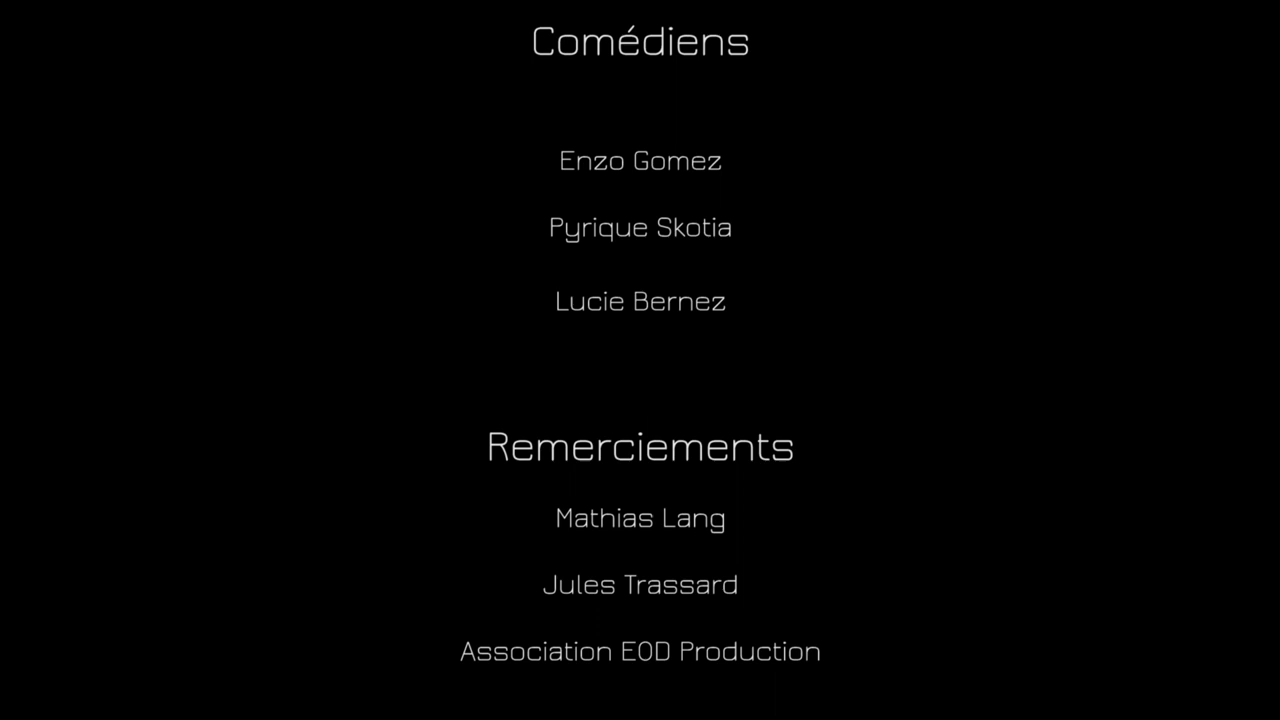 Comédiens
Enzo Gomez
Pyrique Skotia
Lucie Bernez
Remerciements
Mathias Lang
Jules Trassard
Association EOD Production